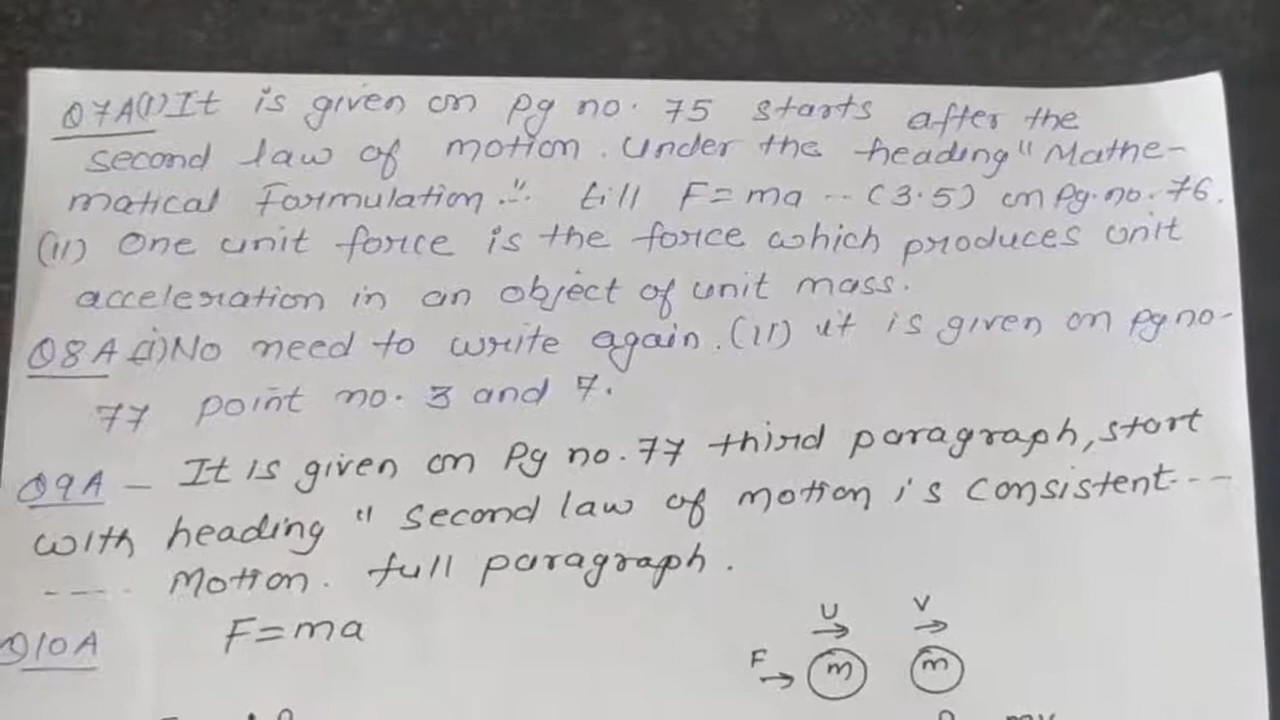 Q7A(i) It is given on pg no. 75 starts after the
second law of motion. Under the heading "Mathe-
matical Formulation." till F=ma -- (3.5) on Pg.no.76.
(ii) One unit force is the force which produces unit
acceleration in an object of unit mass.
Q8A (i) No need to write again. (ii) it is given on pg no-
77 point no. 3 and 7.
Q9A - It is given on Pg no.77 third paragraph, start
with heading "second law of motion is consistent---
---- Motion. full paragraph.
Q10A F=ma
U V
F m m